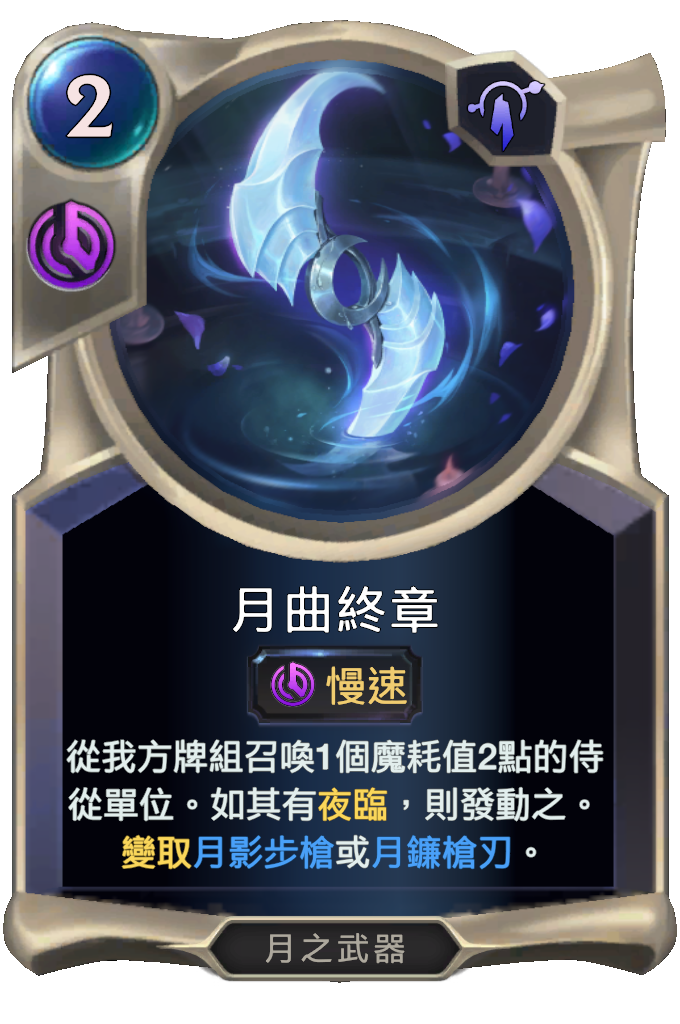 2
月曲終章
慢速
從我方牌組召喚1個魔耗值2點的侍
從單位。如其有夜臨，則發動之。
變取月影步槍或月鐮槍刃。
月之武器